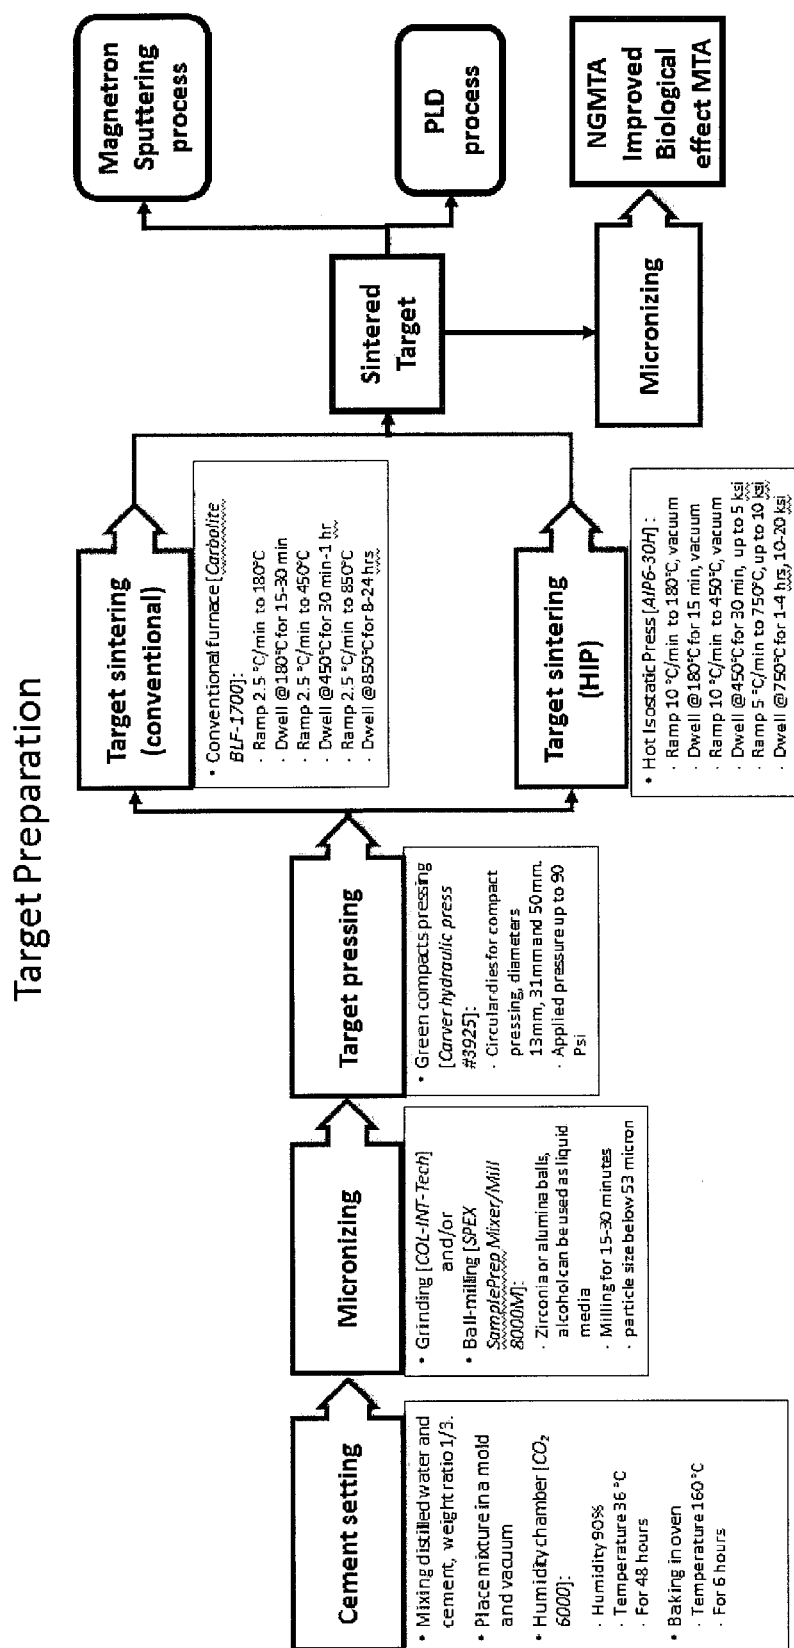 Target Preparation
Cement setting
• Mixing distilled water and
cement, weight ratio 1/3.
• Place mixture in a mold
and vacuum
• Humidity chamber [CO₂
6000]:
· Humidity 90%
· Temperature 36 °C
· For 48 hours
• Baking in oven
· Temperature 160 °C
· For 6 hours
Micronizing
• Grinding [COL-INT-Tech]
and/or
• Ball-milling [SPEX
SamplePrep Mixer/Mill
8000M]:
· Zirconia or alumina balls,
alcohol can be used as liquid
media
· Milling for 15-30 minutes
· particle size below 53 micron
Target pressing
• Green compacts pressing
[Carver hydraulic press
#3925]:
· Circular dies for compact
pressing, diameters
13mm, 31mm and 50mm.
· Applied pressure up to 90
Psi
Target sintering
(conventional)
• Conventional furnace [Carbolite
BLF-1700]:
· Ramp 2.5 °C/min to 180°C
· Dwell @180°C for 15-30 min
· Ramp 2.5 °C/min to 450°C
· Dwell @450°C for 30 min-1 hr
· Ramp 2.5 °C/min to 850°C
· Dwell @850°C for 8-24 hrs
Target sintering
(HIP)
• Hot Isostatic Press [AIP6-30H] :
· Ramp 10 °C/min to 180°C, vacuum
· Dwell @180°C for 15 min, vacuum
· Ramp 10 °C/min to 450°C, vacuum
· Dwell @450°C for 30 min, up to 5 ksi
· Ramp 5 °C/min to 750°C, up to 10 ksi
· Dwell @750°C for 1-4 hrs, 10-20 ksi
Sintered
Target
Magnetron
Sputtering
process
PLD
process
Micronizing
NGMTA
Improved
Biological
effect MTA